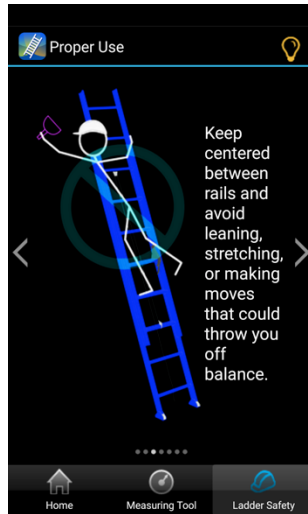 Proper Use
Keep
centered
between
rails and
avoid
leaning,
stretching,
or making
moves
that could
throw you
off
balance.
Home
Measuring Tool
Ladder Safety